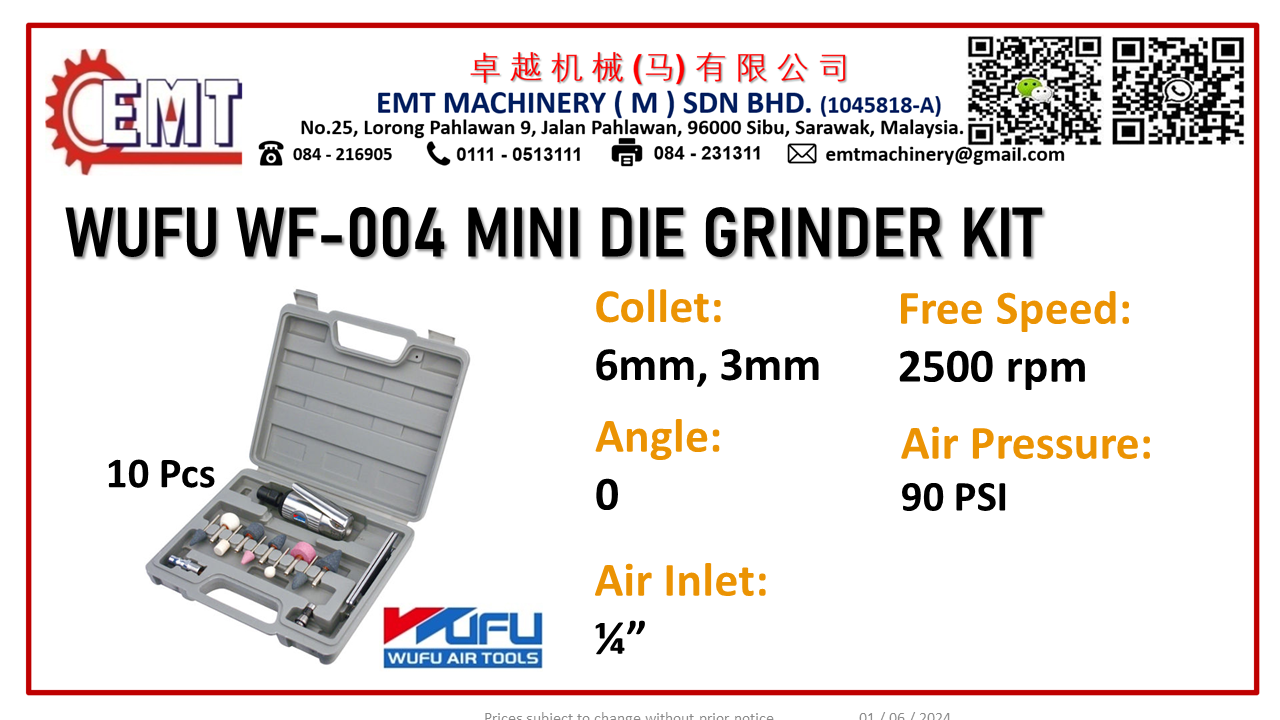 EMT
卓越机械(马)有限公司
EMT MACHINERY ( M ) SDN BHD. (1045818-A)
No.25, Lorong Pahlawan 9, Jalan Pahlawan, 96000 Sibu, Sarawak, Malaysia.
084 - 216905 0111 - 0513111 084 - 231311 emtmachinery@gmail.com
WUFU WF-004 MINI DIE GRINDER KIT
Collet: Free Speed:
6mm, 3mm 2500 rpm
Angle: Air Pressure:
10 Pcs
0 90 PSI
Air Inlet:
¼”
WUFU
WUFU AIR TOOLS
Prices subject to change without prior notice 01 / 06 / 2024